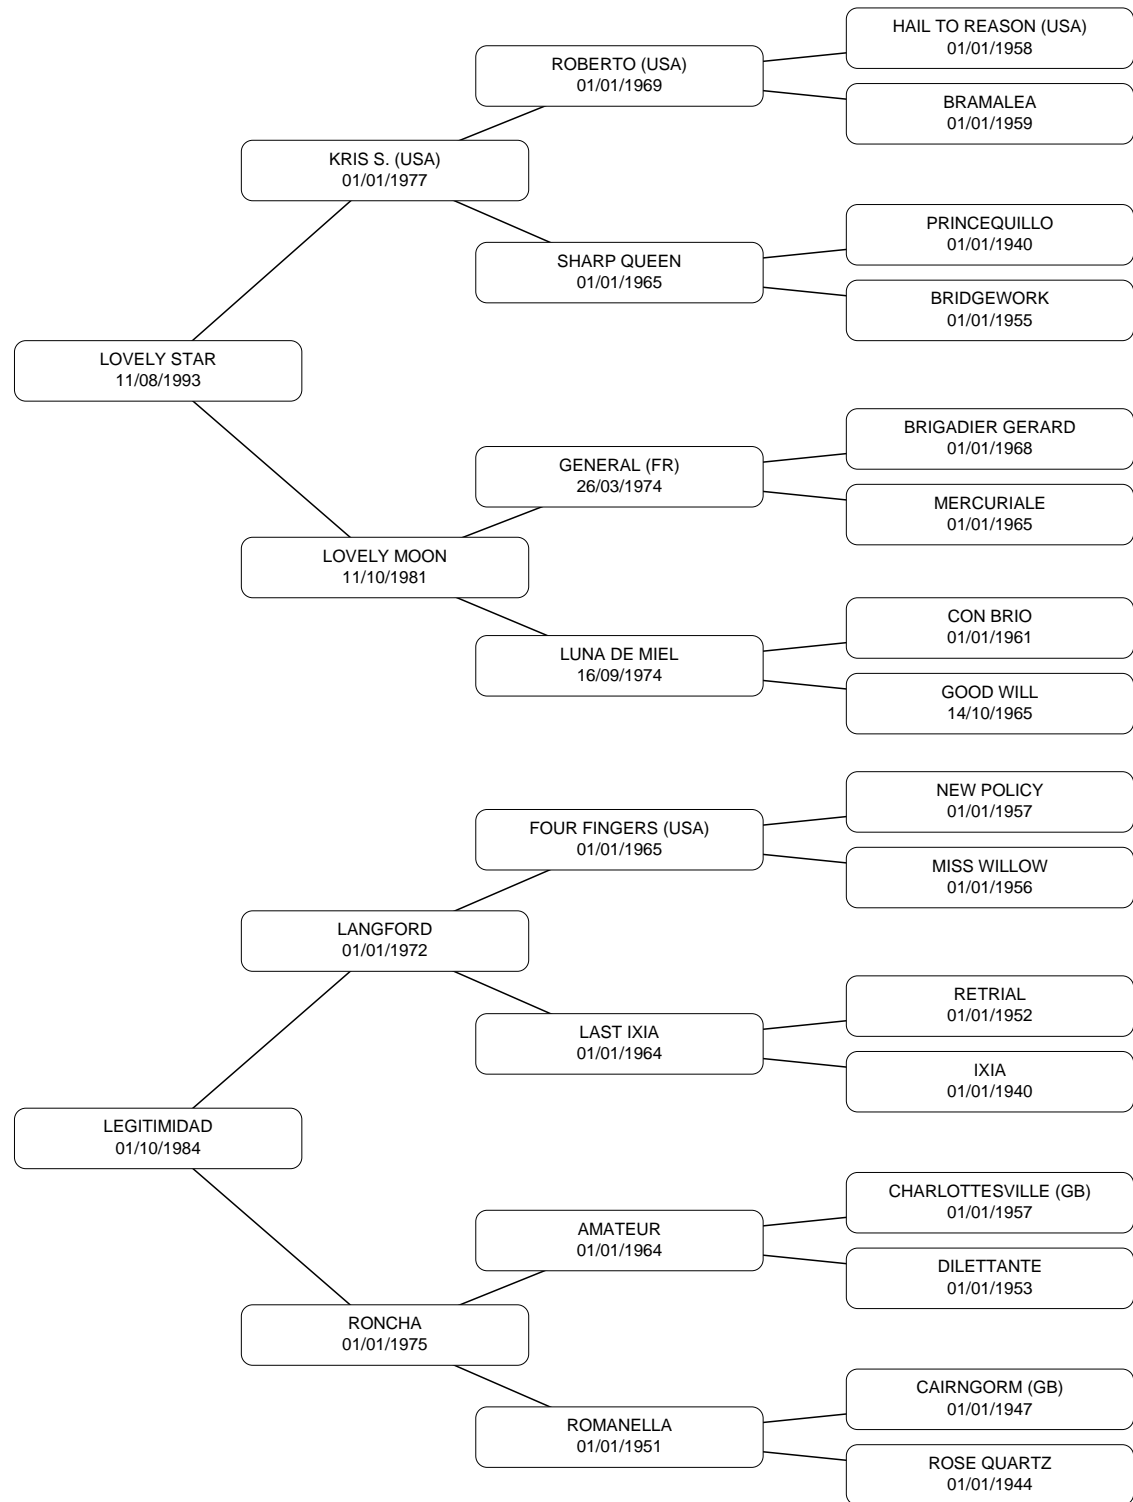 HAIL TO REASON (USA)
01/01/1958
ROBERTO (USA)
01/01/1969
BRAMALEA
01/01/1959
KRIS S. (USA)
01/01/1977
PRINCEQUILLO
01/01/1940
SHARP QUEEN
01/01/1965
BRIDGEWORK
01/01/1955
LOVELY STAR
11/08/1993
BRIGADIER GERARD
01/01/1968
GENERAL (FR)
26/03/1974
MERCURIALE
01/01/1965
LOVELY MOON
11/10/1981
CON BRIO
01/01/1961
LUNA DE MIEL
16/09/1974
GOOD WILL
14/10/1965
NEW POLICY
01/01/1957
FOUR FINGERS (USA)
01/01/1965
MISS WILLOW
01/01/1956
LANGFORD
01/01/1972
RETRIAL
01/01/1952
LAST IXIA
01/01/1964
IXIA
01/01/1940
LEGITIMIDAD
01/10/1984
CHARLOTTESVILLE (GB)
01/01/1957
AMATEUR
01/01/1964
DILETTANTE
01/01/1953
RONCHA
01/01/1975
CAIRNGORM (GB)
01/01/1947
ROMANELLA
01/01/1951
ROSE QUARTZ
01/01/1944